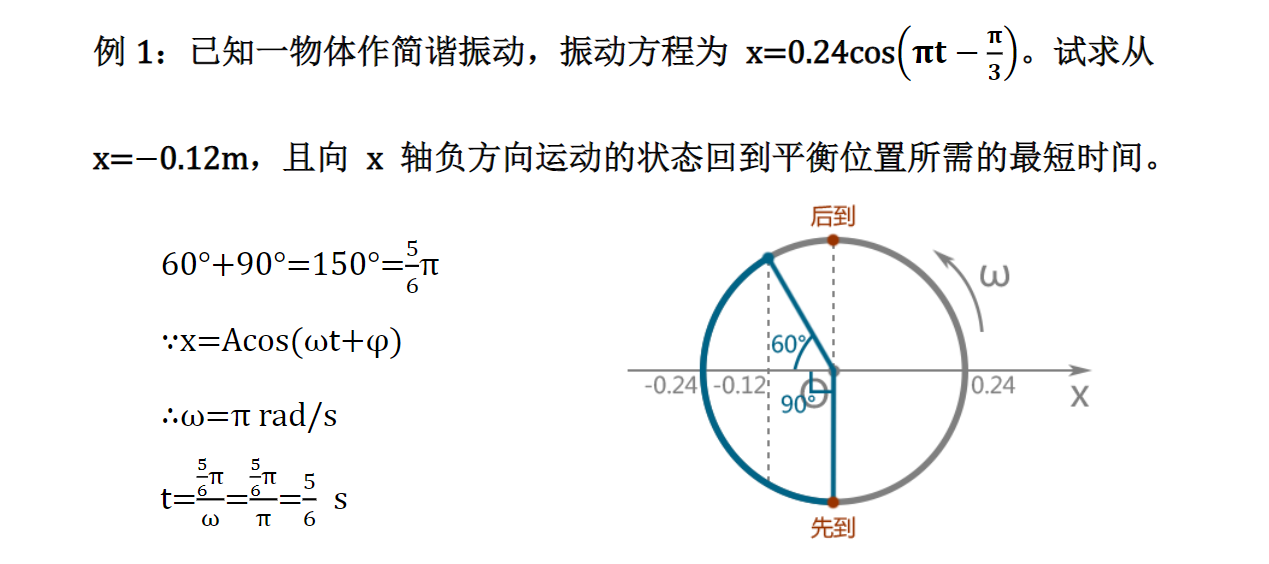 例 1：已知一物体作简谐振动，振动方程为 x=0.24cos(πt − π/3)。试求从
x=−0.12m，且向 x 轴负方向运动的状态回到平衡位置所需的最短时间。
60°+90°=150°=5/6π
∵x=Acos(ωt+φ)
∴ω=π rad/s
t=(5/6π)/ω=(5/6π)/π=5/6 s
后到
ω
60°
-0.24 -0.12 O 0.24
90°
X
先到